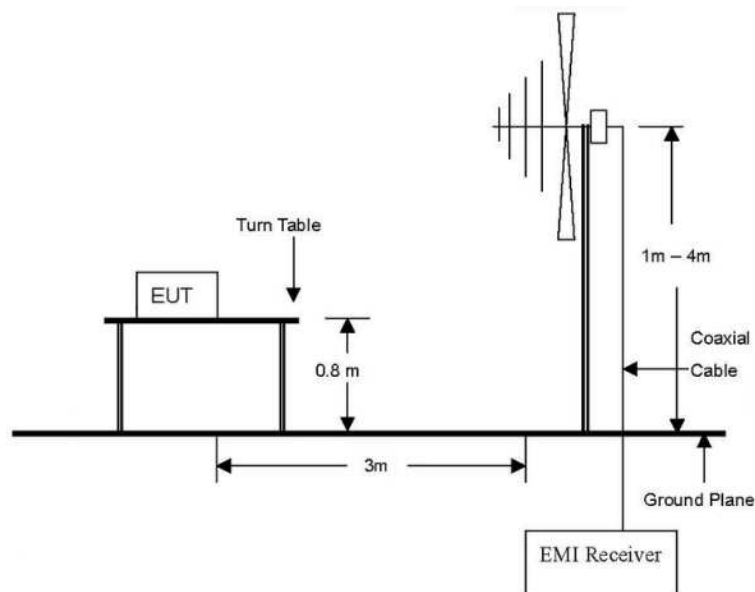 Turn Table
1m – 4m
EUT
0.8 m
Coaxial
Cable
3m
Ground Plane
EMI Receiver